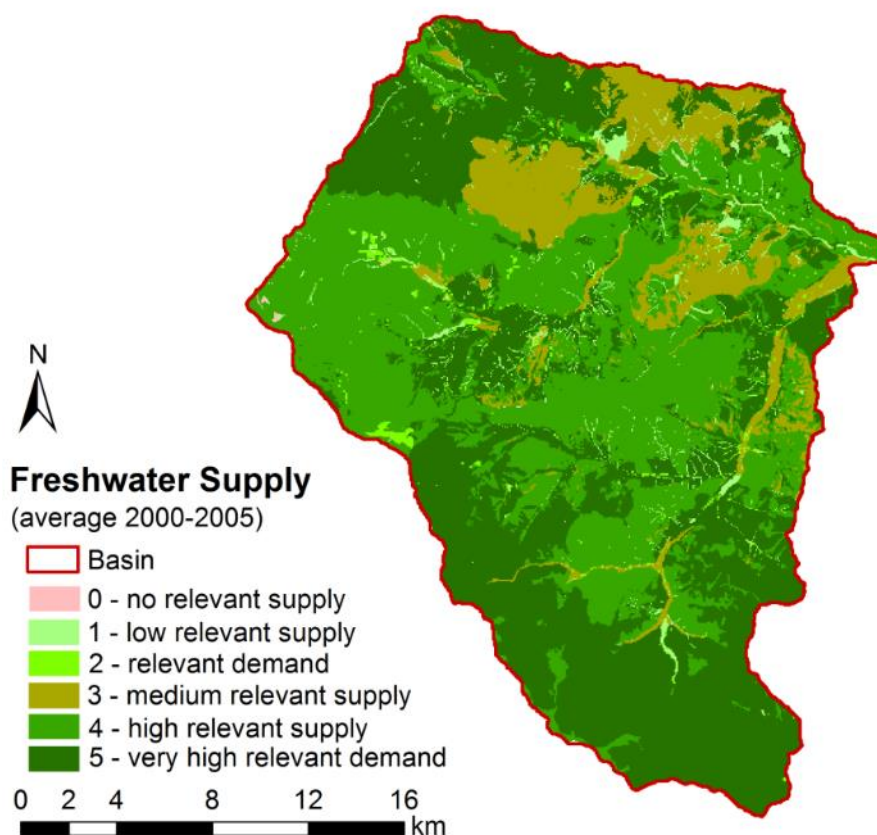 N
Freshwater Supply
(average 2000-2005)
Basin
0 - no relevant supply
1 - low relevant supply
2 - relevant demand
3 - medium relevant supply
4 - high relevant supply
5 - very high relevant demand
0 2 4 8 12 16
km